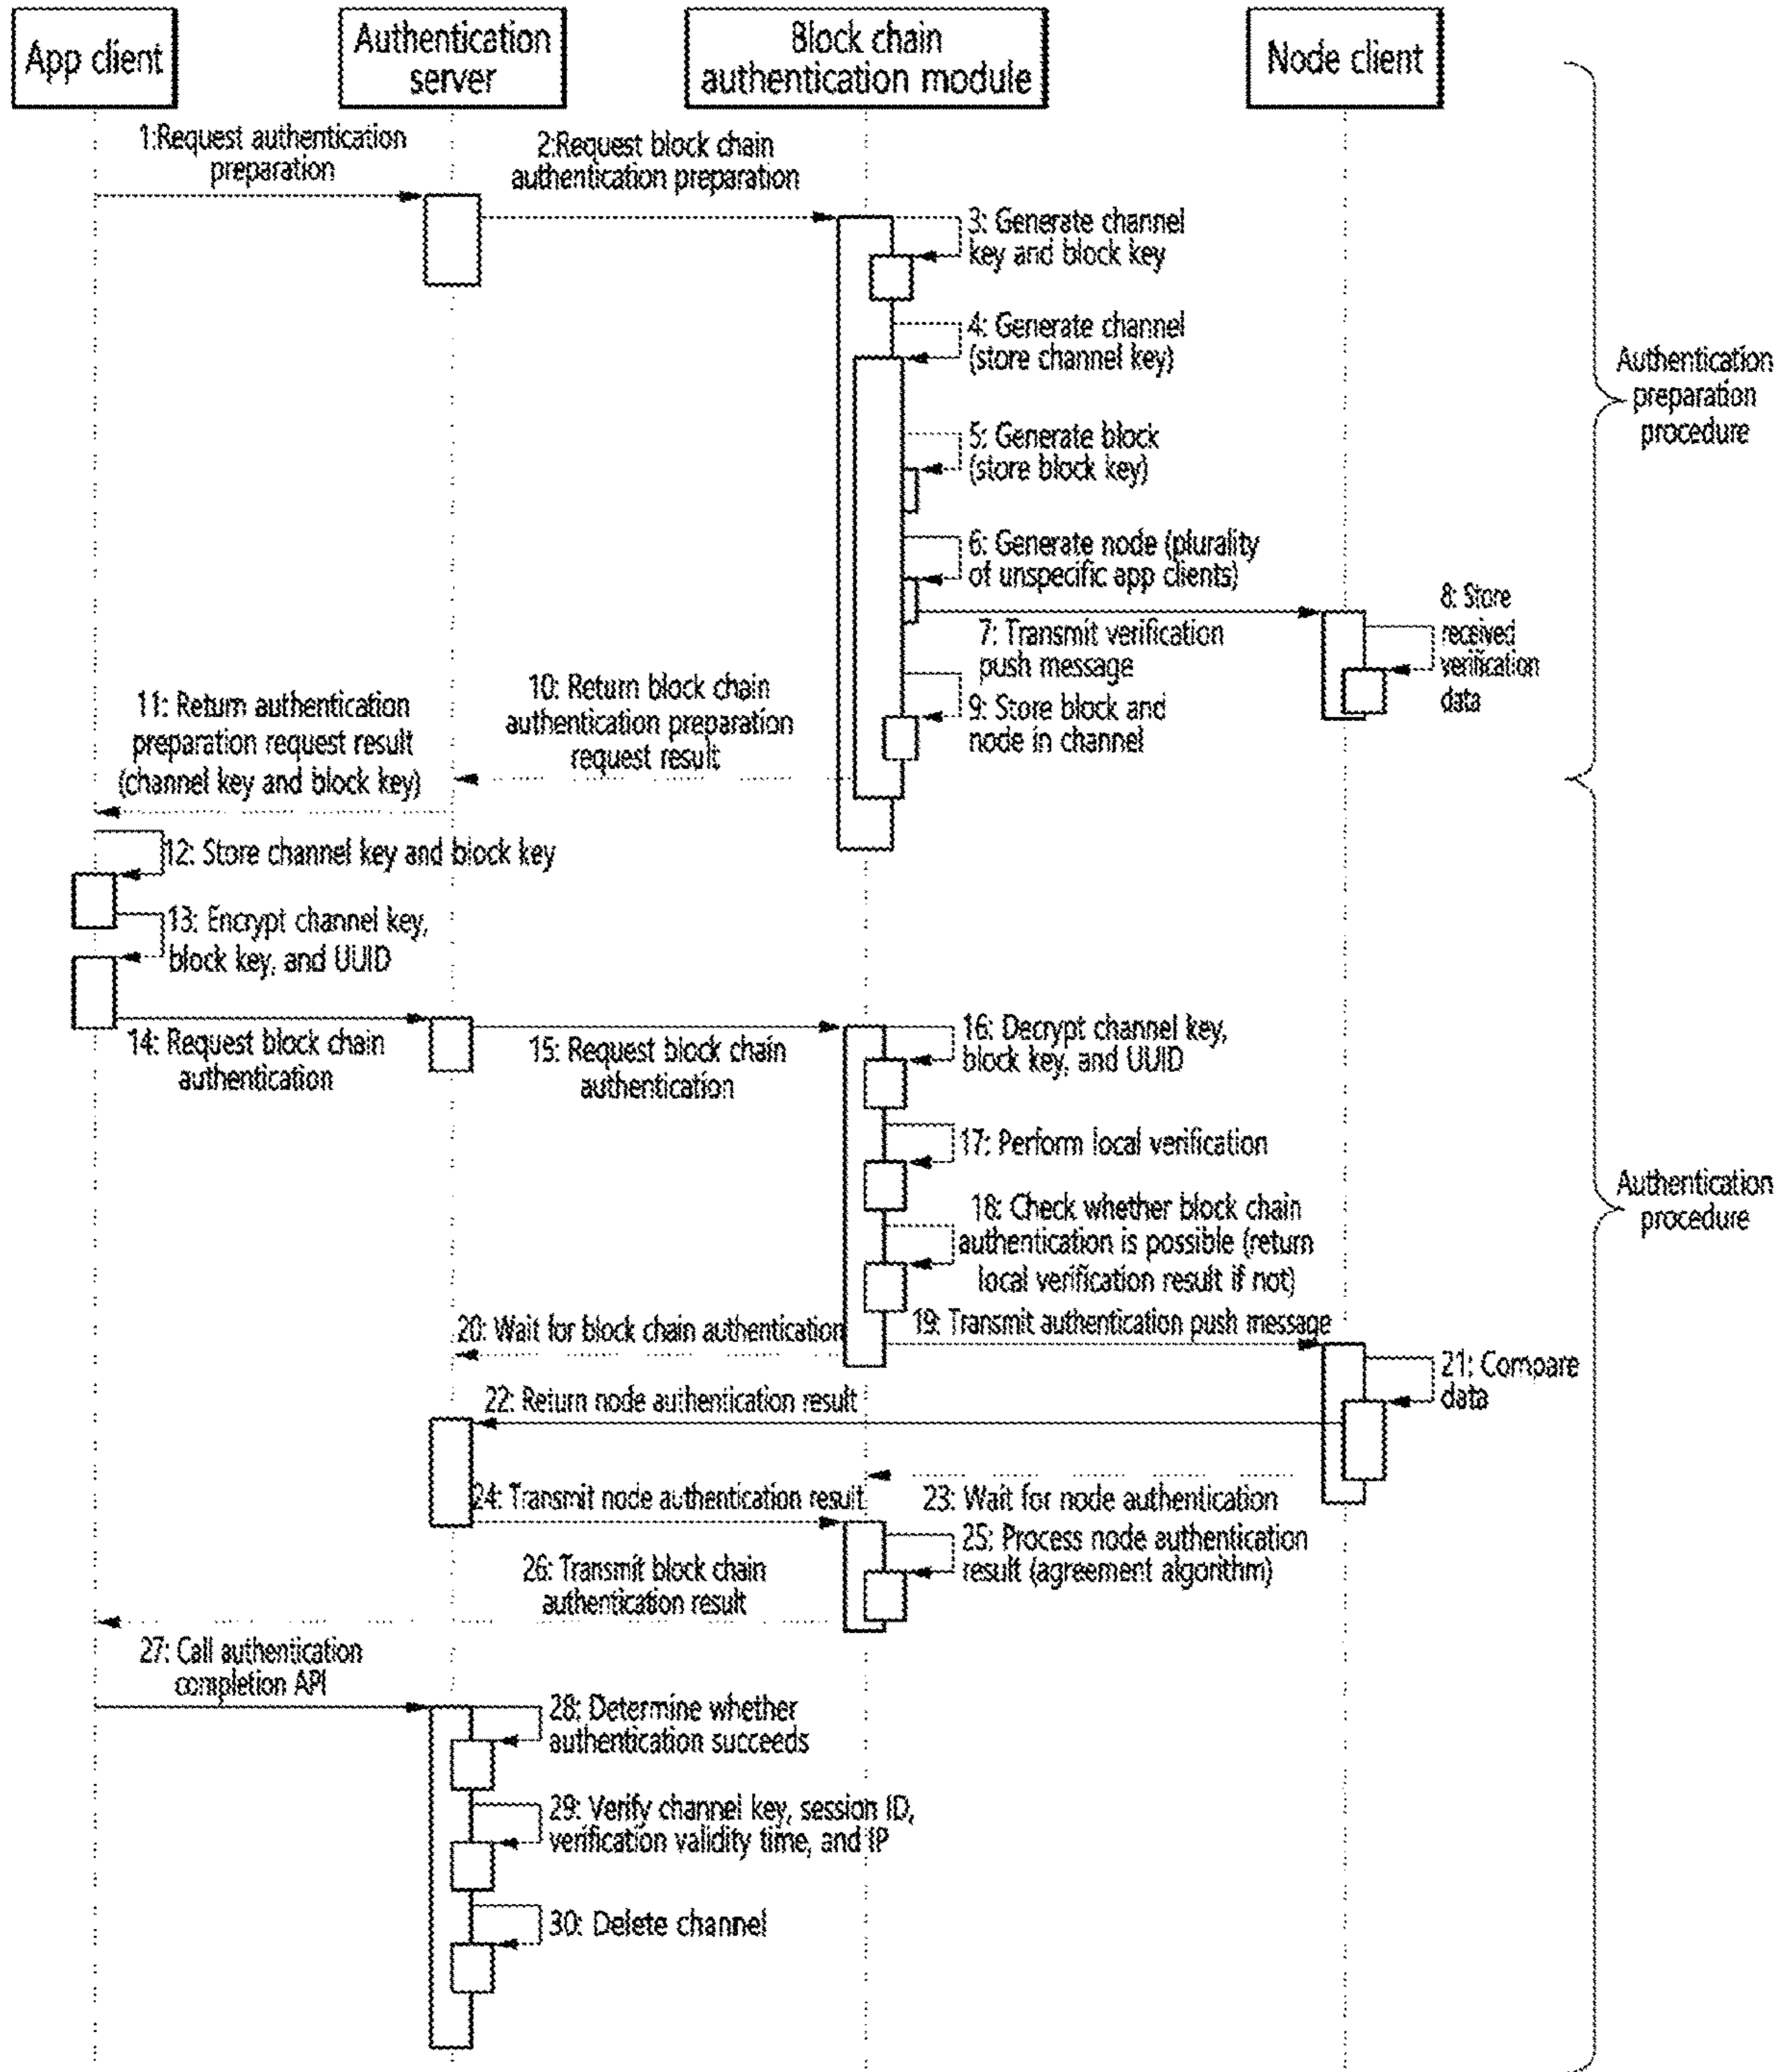 App client
Authentication
server
Block chain
authentication module
Node client
1:Request authentication
preparation
2:Request block chain
authentication preparation
3: Generate channel
key and block key
4: Generate channel
(store channel key)
Authentication
preparation
procedure
5: Generate block
(store block key)
6: Generate node (plurality
of unspecific app clients)
7: Transmit verification
push message
8: Store
received
verification
data
9: Store block and
node in channel
10: Return block chain
authentication preparation
request result
11: Return authentication
preparation request result
(channel key and block key)
12: Store channel key and block key
13: Encrypt channel key,
block key, and UUID
14: Request block chain
authentication
15: Request block chain
authentication
16: Decrypt channel key,
block key, and UUID
17: Perform local verification
Authentication
procedure
18: Check whether block chain
authentication is possible (return
local verification result if not)
19: Transmit authentication push message
20: Wait for block chain authentication
21: Compare
data
22: Return node authentication result
23: Wait for node authentication
24: Transmit node authentication result
25: Process node authentication
result (agreement algorithm)
26: Transmit block chain
authentication result
27: Call authentication
completion API
28: Determine whether
authentication succeeds
29: Verify channel key, session ID,
verification validity time, and IP
30: Delete channel